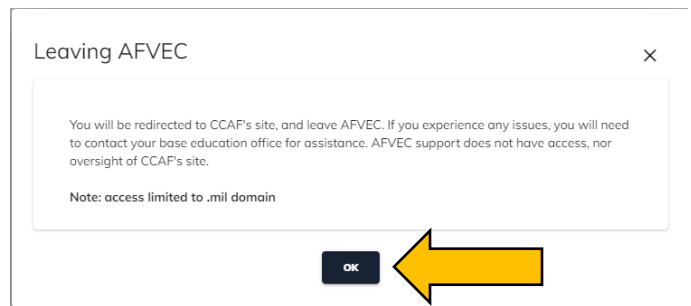 Leaving AFVEC
You will be redirected to CCAF's site, and leave AFVEC. If you experience any issues, you will need
to contact your base education office for assistance. AFVEC support does not have access, nor
oversight of CCAF's site.
Note: access limited to .mil domain
OK